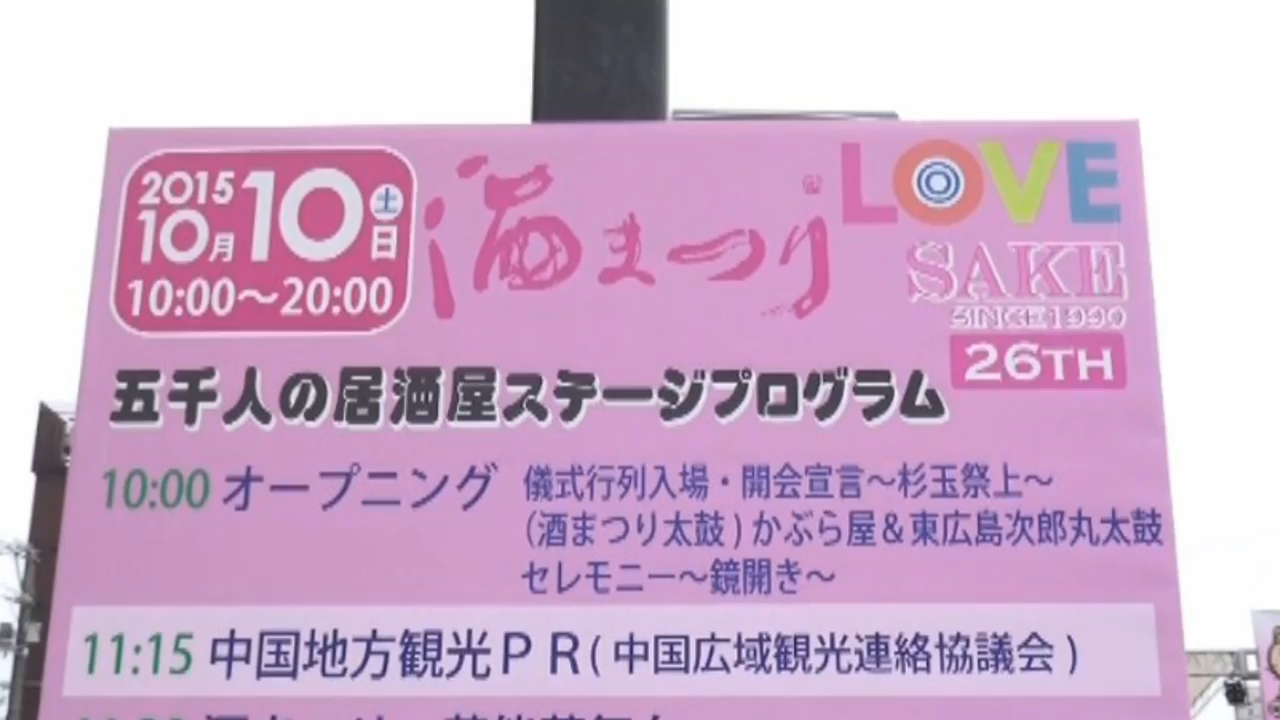 2015
10月10日
土
10:00～20:00
酒まつり
LOVE
SAKE
SINCE1990
26TH
五千人の居酒屋ステージプログラム
10:00 オープニング 儀式行列入場・開会宣言～杉玉祭上～
(酒まつり太鼓)かぶら屋＆東広島次郎丸太鼓
セレモニー～鏡開き～
11:15 中国地方観光ＰＲ(中国広域観光連絡協議会)